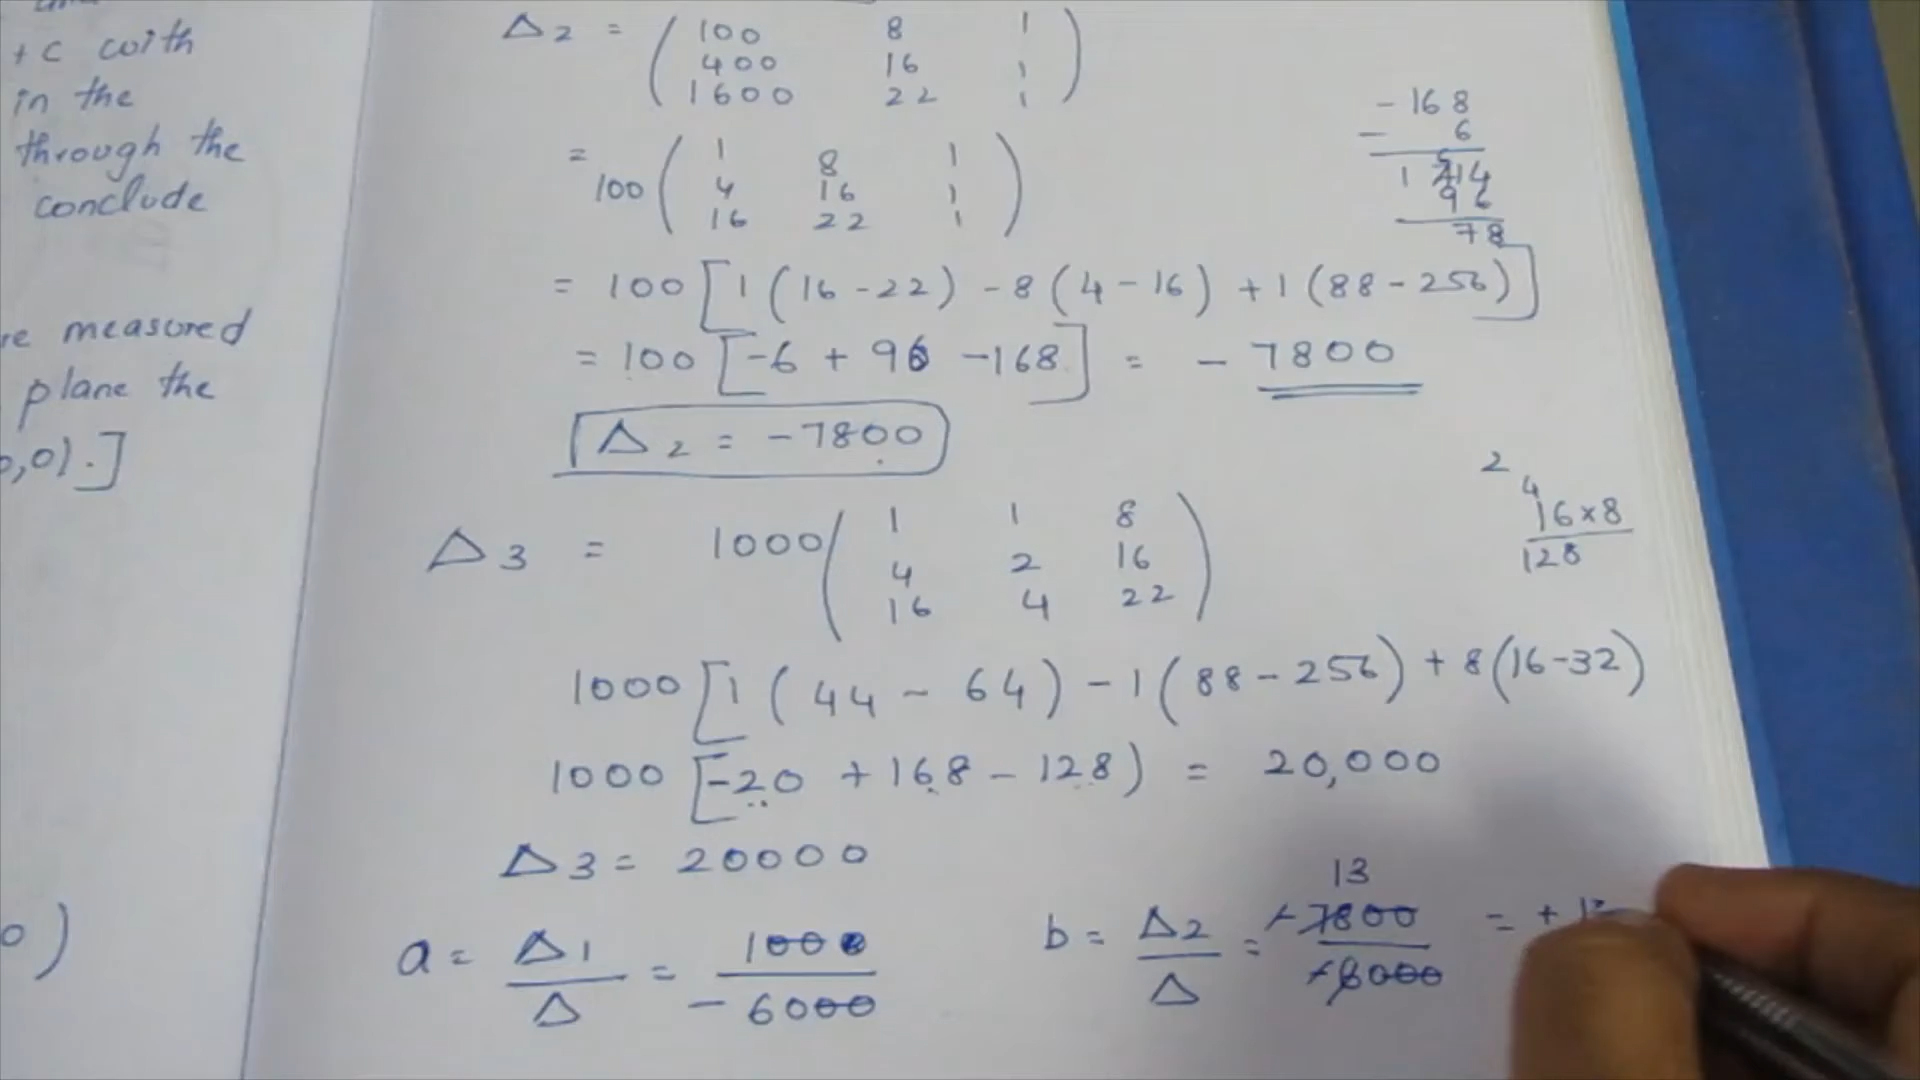 + c with
in the
through the
conclude
re measured
plane the
0,0).]
0)
Δ2 = ( 100 8 1
400 16 1
1600 22 1 )
= 100 ( 1 8 1
4 16 1
16 22 1 )
- 168
- 6
1 14
96
78
= 100 [ 1 ( 16 - 22 ) - 8 ( 4 - 16 ) + 1 ( 88 - 256 ) ]
= 100 [ -6 + 96 - 168 ] = - 7800
Δ2 = - 7800
Δ3 = 1000 ( 1 1 8
4 2 16
16 4 22 )
2
4
16 × 8
128
1000 [ 1 ( 44 - 64 ) - 1 ( 88 - 256 ) + 8 ( 16 - 32 )
1000 [ -20 + 168 - 128 ) = 20,000
Δ3 = 20000
a = Δ1 / Δ = 1000 / - 6000
13
b = Δ2 / Δ = -7800 / -6000 = +